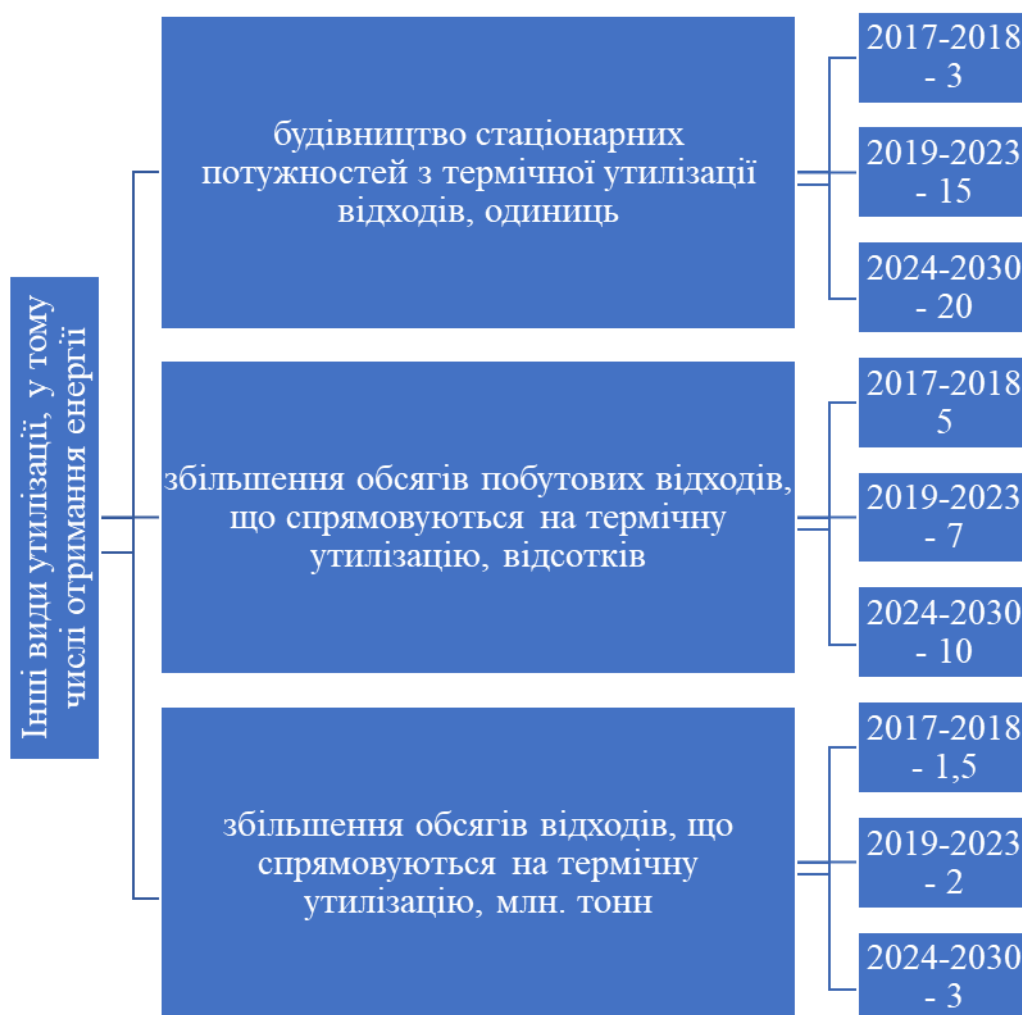 Інші види утилізації, у тому
числі отримання енергії
будівництво стаціонарних
потужностей з термічної утилізації
відходів, одиниць
2017-2018
- 3
2019-2023
- 15
2024-2030
- 20
збільшення обсягів побутових відходів,
що спрямовуються на термічну
утилізацію, відсотків
2017-2018
5
2019-2023
- 7
2024-2030
- 10
збільшення обсягів відходів, що
спрямовуються на термічну
утилізацію, млн. тонн
2017-2018
- 1,5
2019-2023
- 2
2024-2030
- 3